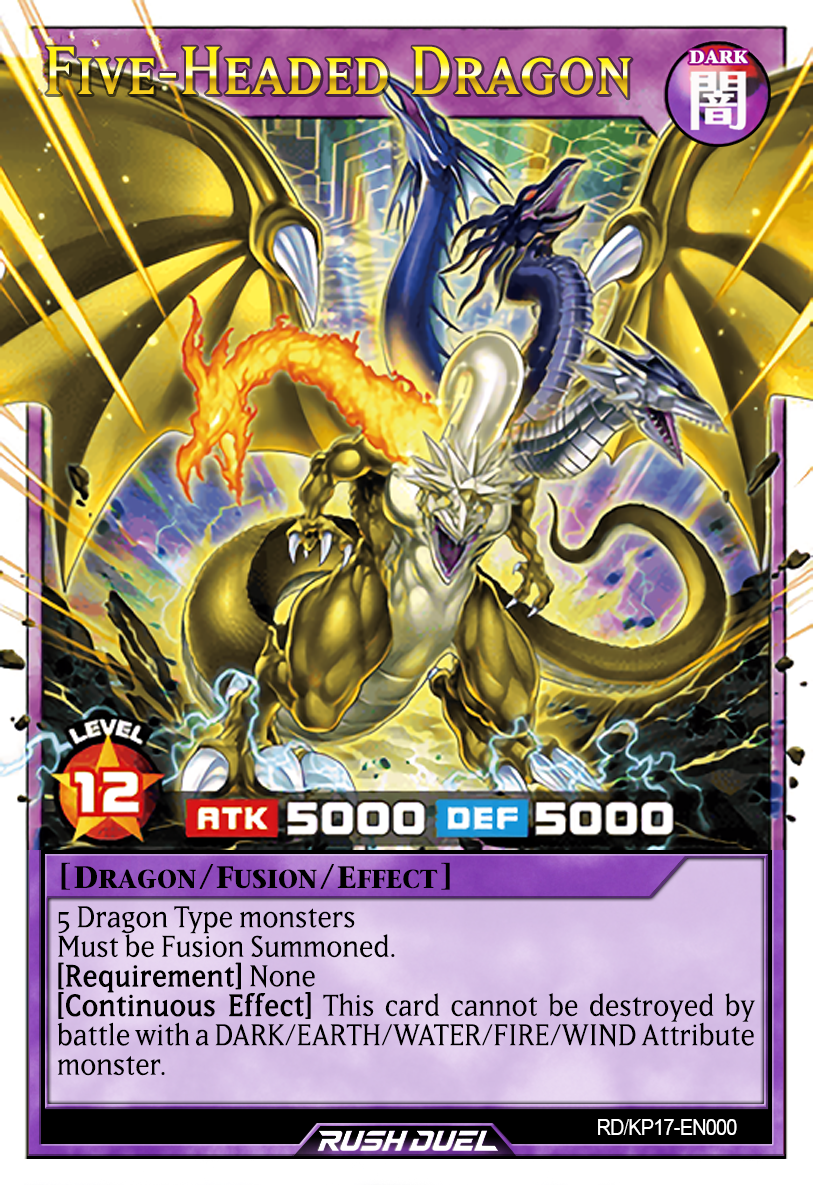 Five-Headed Dragon
DARK
闇
LEVEL
12
ATK 5000 DEF 5000
[Dragon/Fusion/Effect]
5 Dragon Type monsters
Must be Fusion Summoned.
[Requirement] None
[Continuous Effect] This card cannot be destroyed by
battle with a DARK/EARTH/WATER/FIRE/WIND Attribute
monster.
RD/KP17-EN000
RUSH DUEL